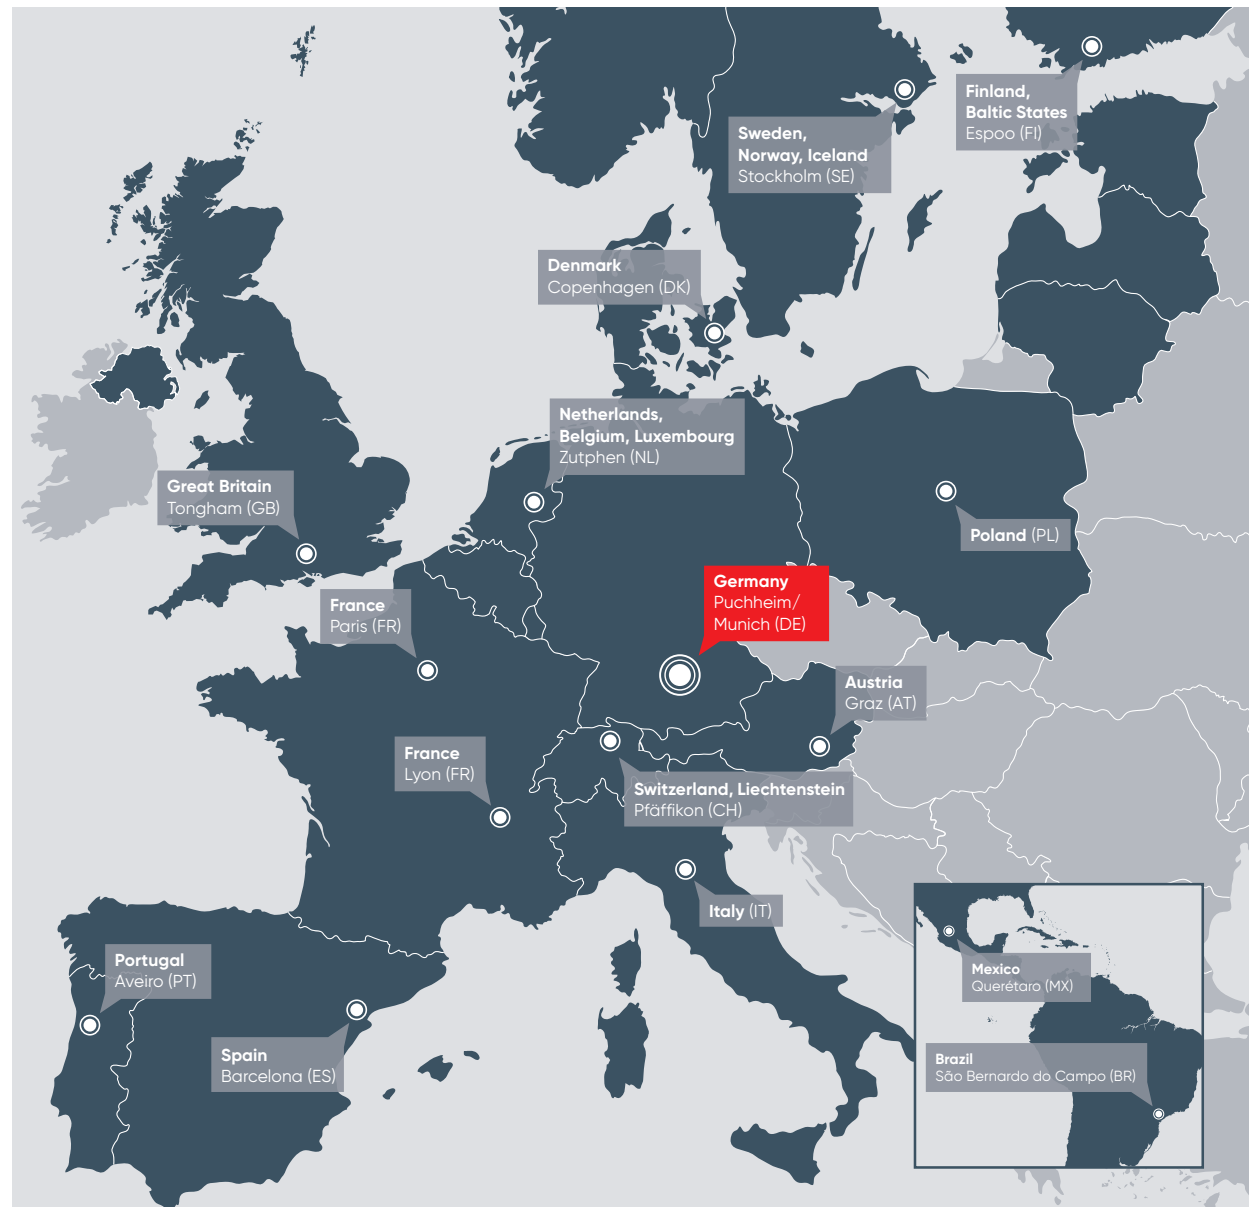 Finland,
Baltic States
Espoo (FI)
Sweden,
Norway, Iceland
Stockholm (SE)
Denmark
Copenhagen (DK)
Netherlands,
Belgium, Luxembourg
Zutphen (NL)
Great Britain
Tongham (GB)
Poland (PL)
Germany
Puchheim/
Munich (DE)
France
Paris (FR)
Austria
Graz (AT)
France
Lyon (FR)
Switzerland, Liechtenstein
Pfäffikon (CH)
Italy (IT)
Portugal
Aveiro (PT)
Spain
Barcelona (ES)
Mexico
Querétaro (MX)
Brazil
São Bernardo do Campo (BR)